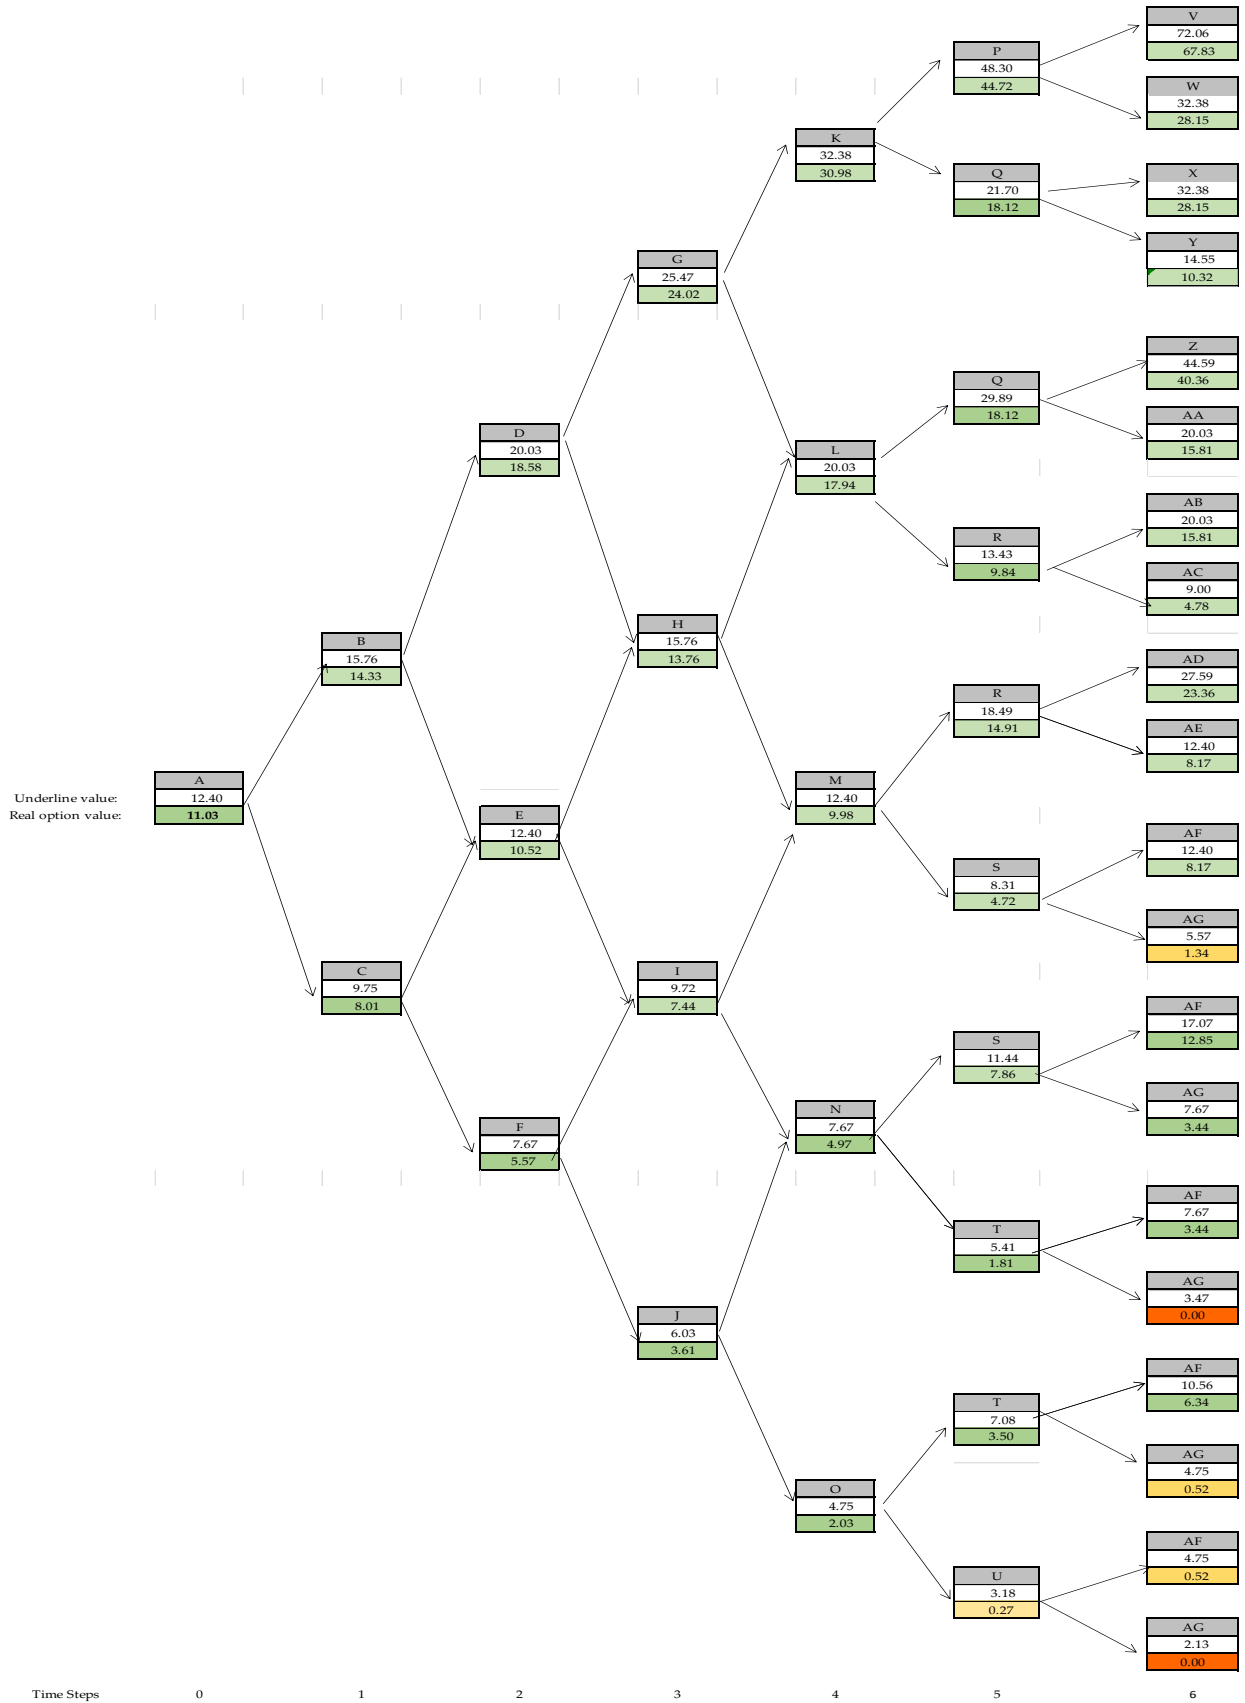 V
72.06
67.83
P
48.30
44.72
W
32.38
28.15
K
32.38
30.98
Q
21.70
18.12
X
32.38
28.15
Y
14.55
10.32
G
25.47
24.02
Z
44.59
40.36
Q
29.89
18.12
AA
20.03
15.81
D
20.03
18.58
L
20.03
17.94
AB
20.03
15.81
R
13.43
9.84
AC
9.00
4.78
H
15.76
13.76
B
15.76
14.33
AD
27.59
23.36
R
18.49
14.91
AE
12.40
8.17
A
Underline value: 12.40
Real option value: 11.03
M
12.40
9.98
E
12.40
10.52
AF
12.40
8.17
S
8.31
4.72
AG
5.57
1.34
C
9.75
8.01
I
9.72
7.44
AF
17.07
12.85
S
11.44
7.86
AG
7.67
3.44
N
7.67
4.97
F
7.67
5.57
AF
7.67
3.44
T
5.41
1.81
AG
3.47
0.00
J
6.03
3.61
AF
10.56
6.34
T
7.08
3.50
AG
4.75
0.52
O
4.75
2.03
AF
4.75
0.52
U
3.18
0.27
AG
2.13
0.00
Time Steps 0 1 2 3 4 5 6